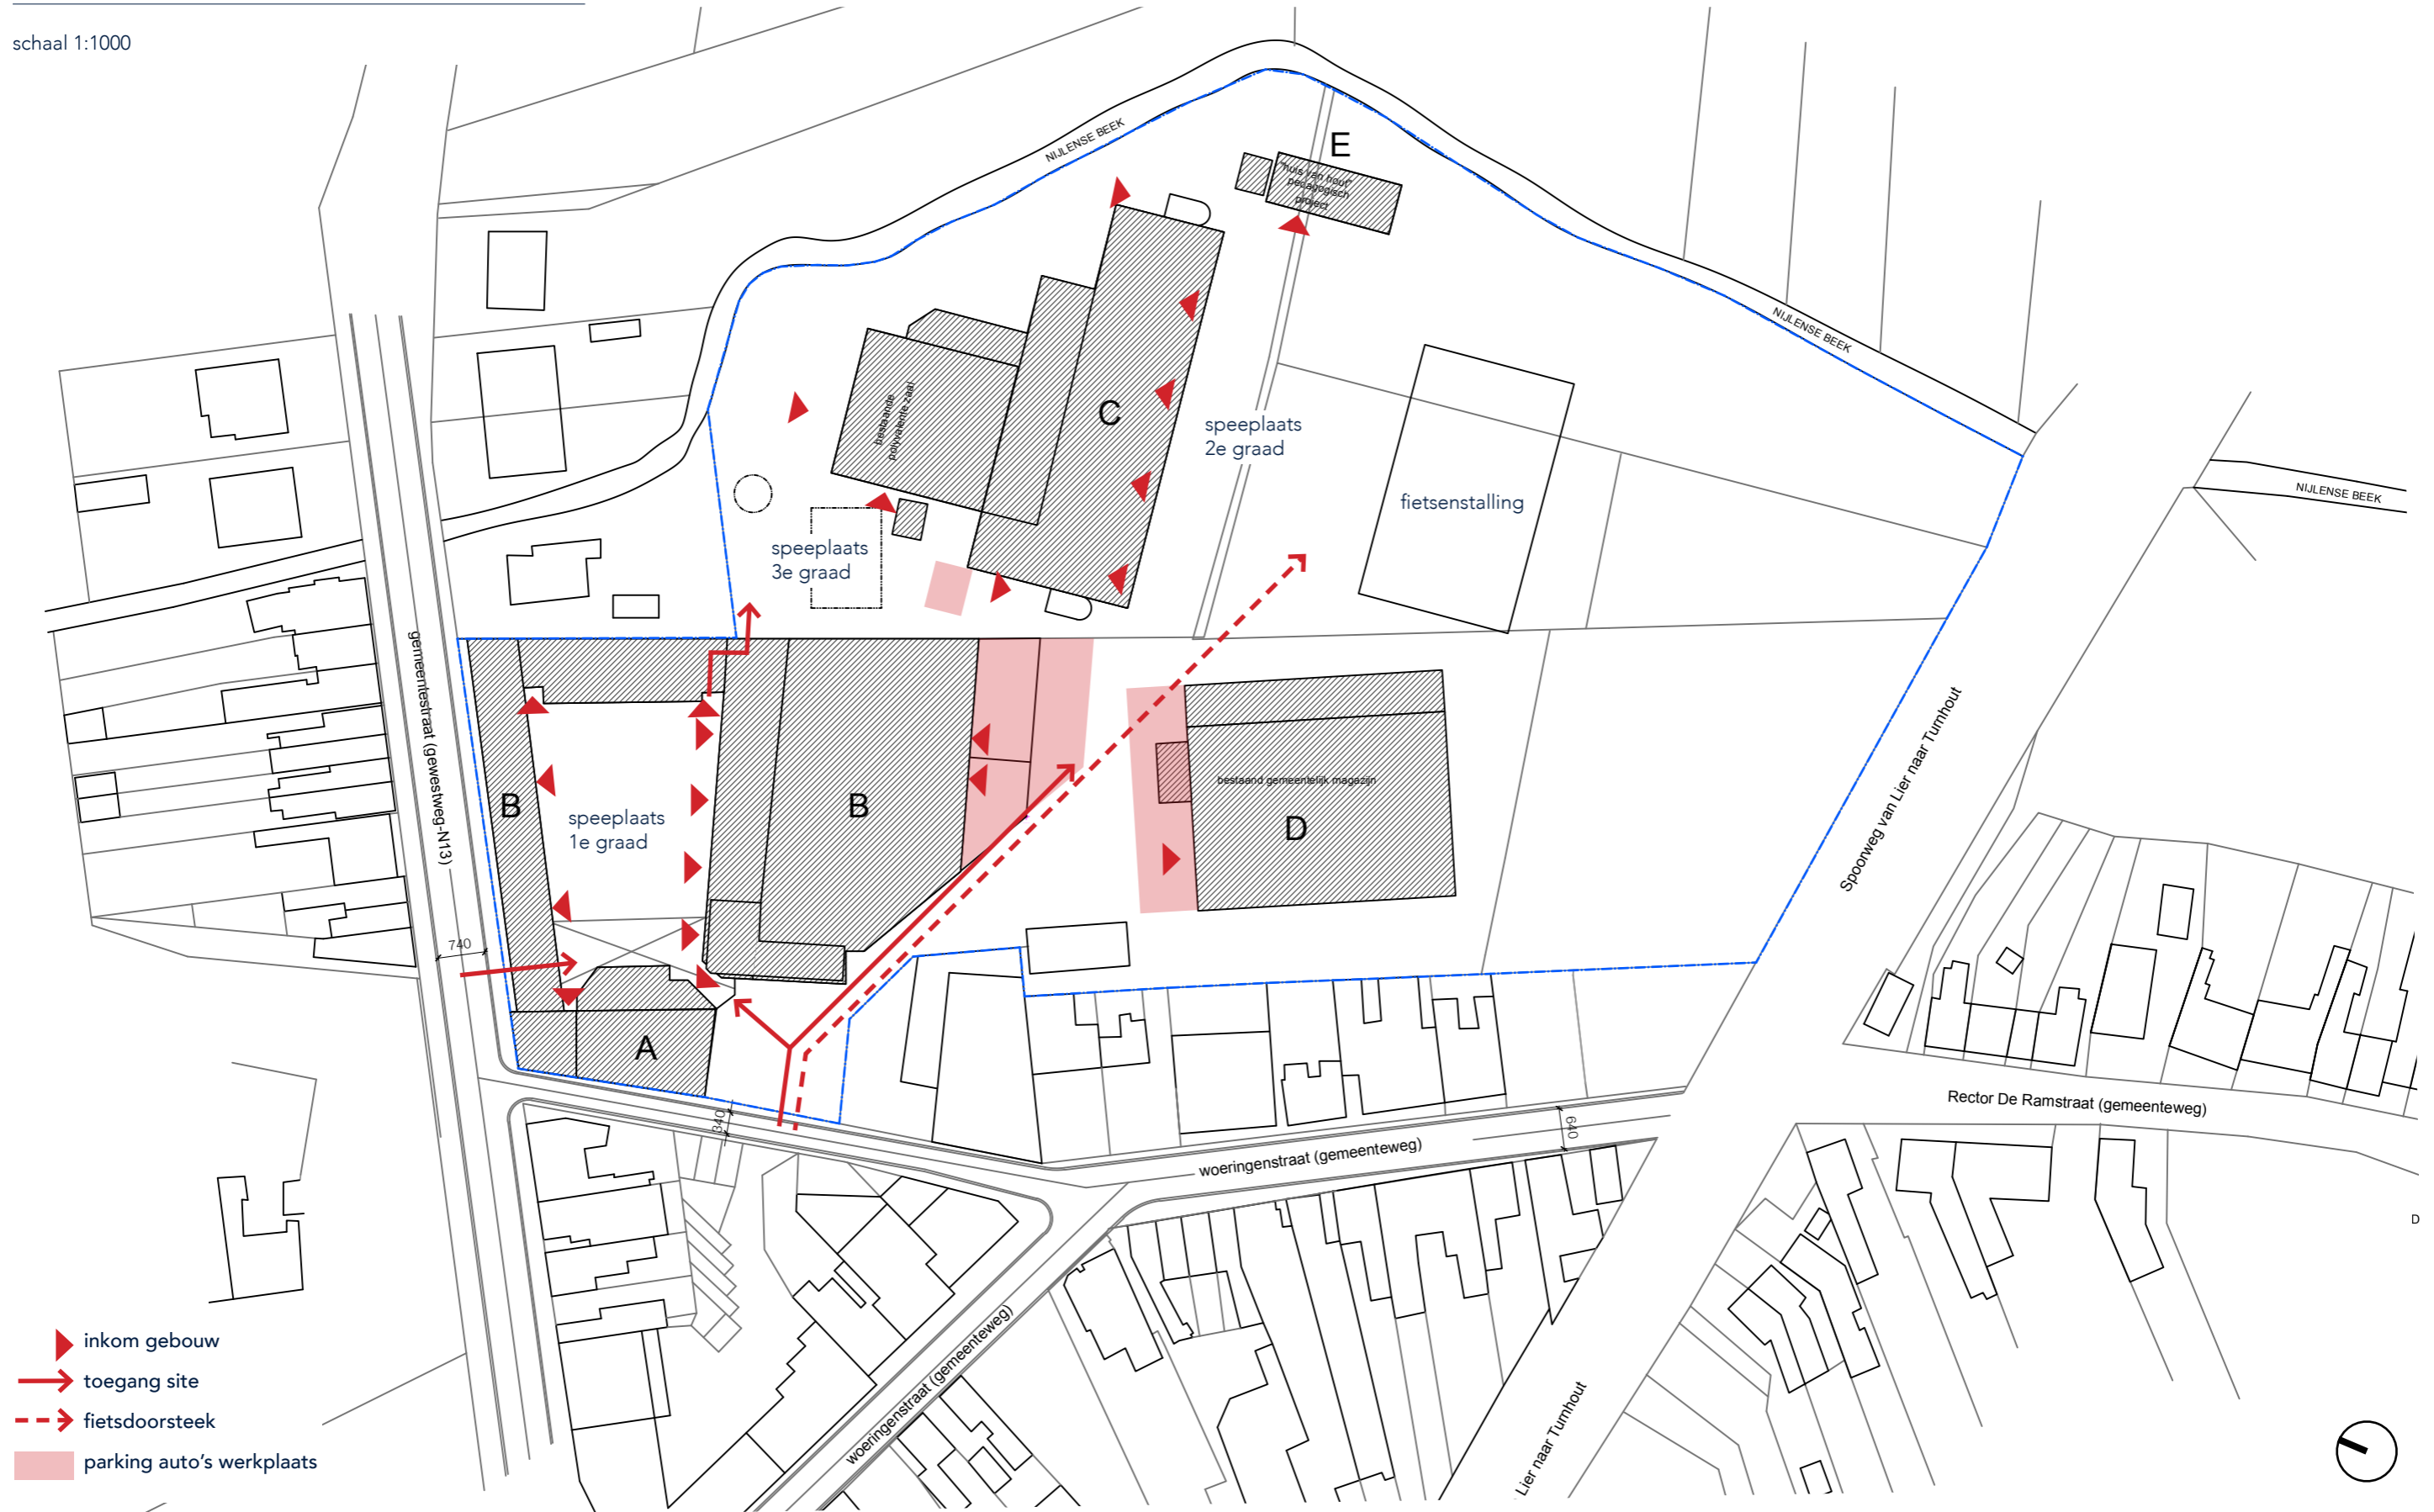 schaal 1:1000
NIJLENSE BEEK
E
"huis van hout"
pedagogisch
project
NIJLENSE BEEK
C
bestaande
polyvalente zaal
speeplaats
2e graad
fietsenstalling
NIJLENSE BEEK
speeplaats
3e graad
gemeentestraat (gewestweg-N13)
Spoorweg van Lier naar Turnhout
B
speeplaats
1e graad
B
bestaand gemeentelijk magazijn
D
740
A
340
640
woeringenstraat (gemeenteweg)
Rector De Ramstraat (gemeenteweg)
D
woeringenstraat (gemeenteweg)
Lier naar Turnhout
inkom gebouw
toegang site
fietsdoorsteek
parking auto's werkplaats